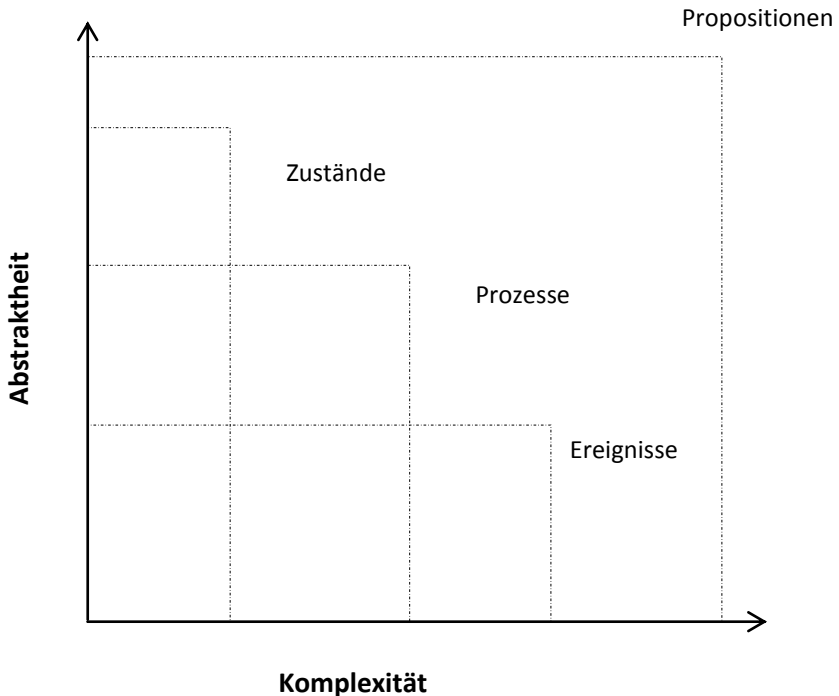 Propositionen
Zustände
Prozesse
Ereignisse
Abstraktheit
Komplexität